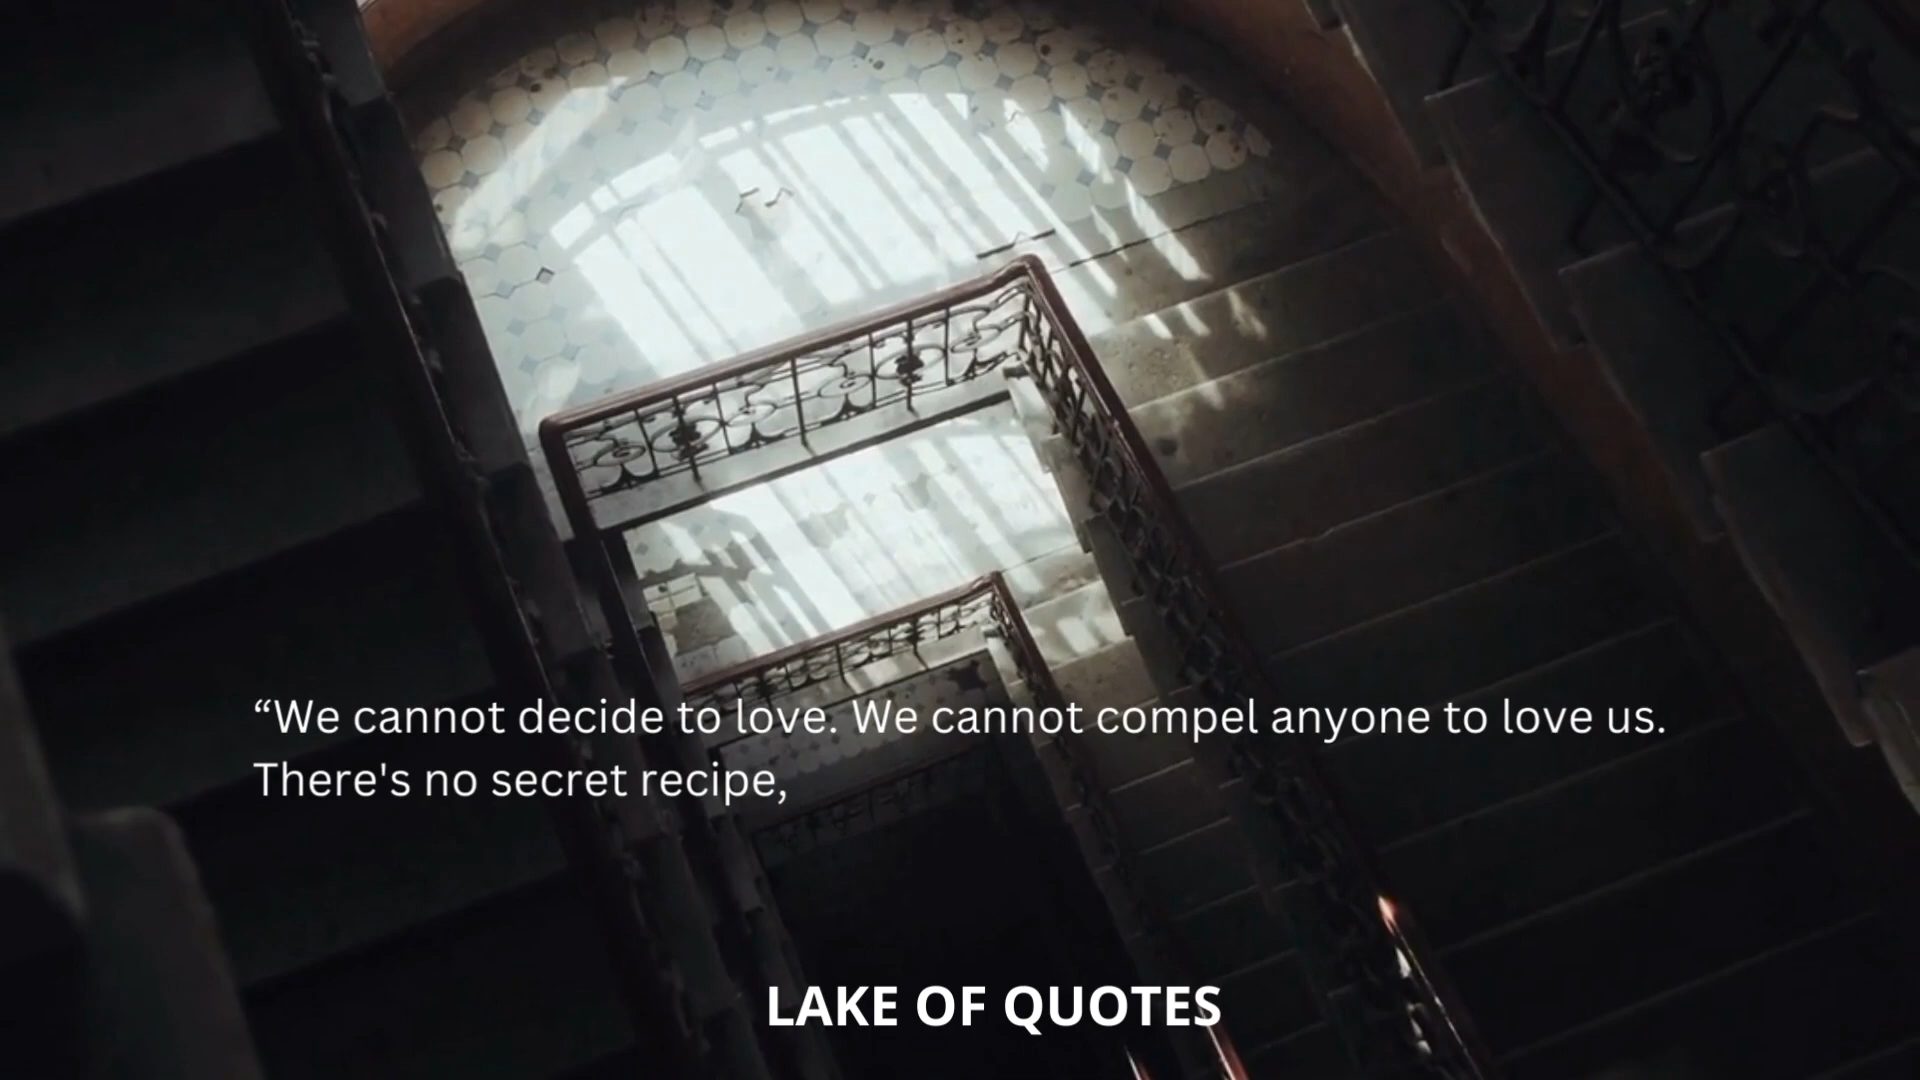 “We cannot decide to love. We cannot compel anyone to love us.
There's no secret recipe,
LAKE OF QUOTES